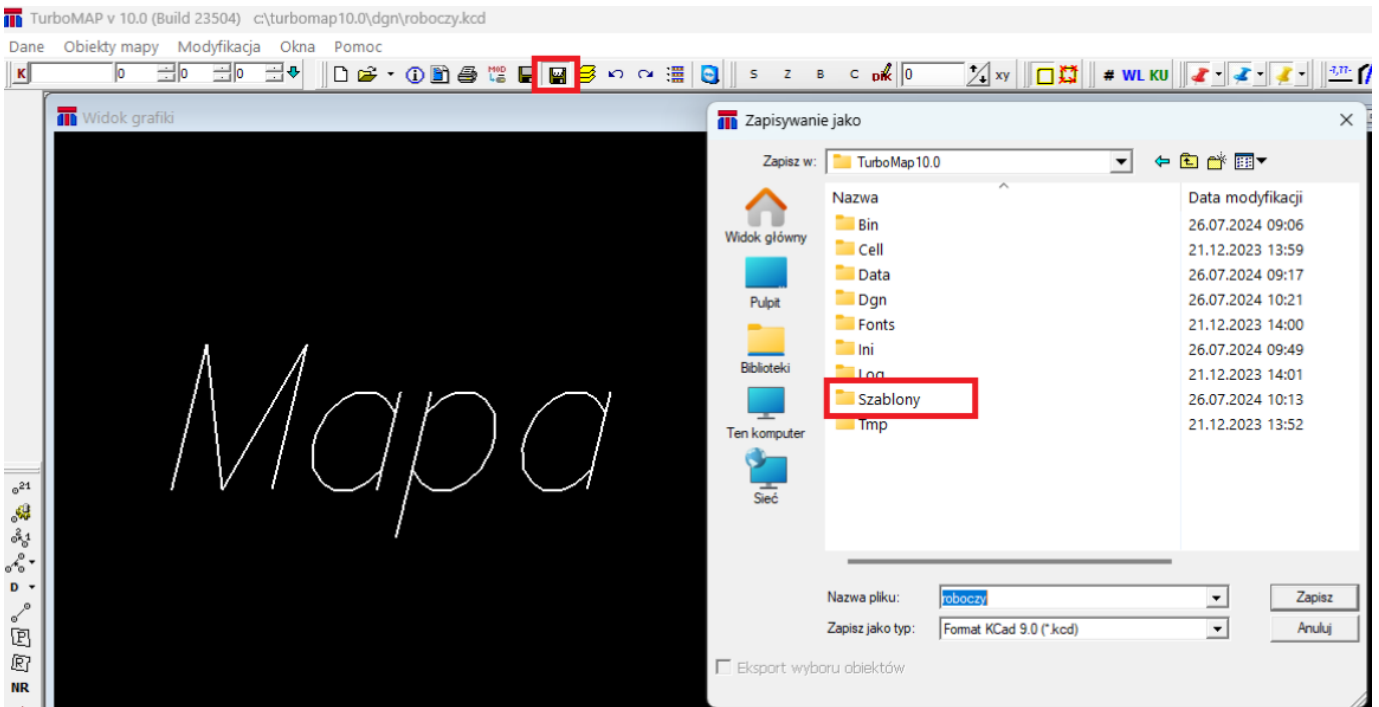 TurboMAP v 10.0 (Build 23504) c:\turbomap10.0\dgn\roboczy.kcd
Dane Obiekty mapy Modyfikacja Okna Pomoc
K 0 0 0 MOD S Z B C 0 xy # WL KU
Widok grafiki
Mapa
21
D
P
R
NR
Zapisywanie jako
Zapisz w: TurboMap10.0
Nazwa Data modyfikacji
Bin 26.07.2024 09:06
Cell 21.12.2023 13:59
Data 26.07.2024 09:17
Dgn 26.07.2024 10:21
Fonts 21.12.2023 14:00
Ini 26.07.2024 09:49
Log 21.12.2023 14:01
Szablony 26.07.2024 10:13
Tmp 21.12.2023 13:52
Widok główny
Pulpit
Biblioteki
Ten komputer
Sieć
Nazwa pliku: roboczy Zapisz
Zapisz jako typ: Format KCad 9.0 (*.kcd) Anuluj
Eksport wyboru obiektów